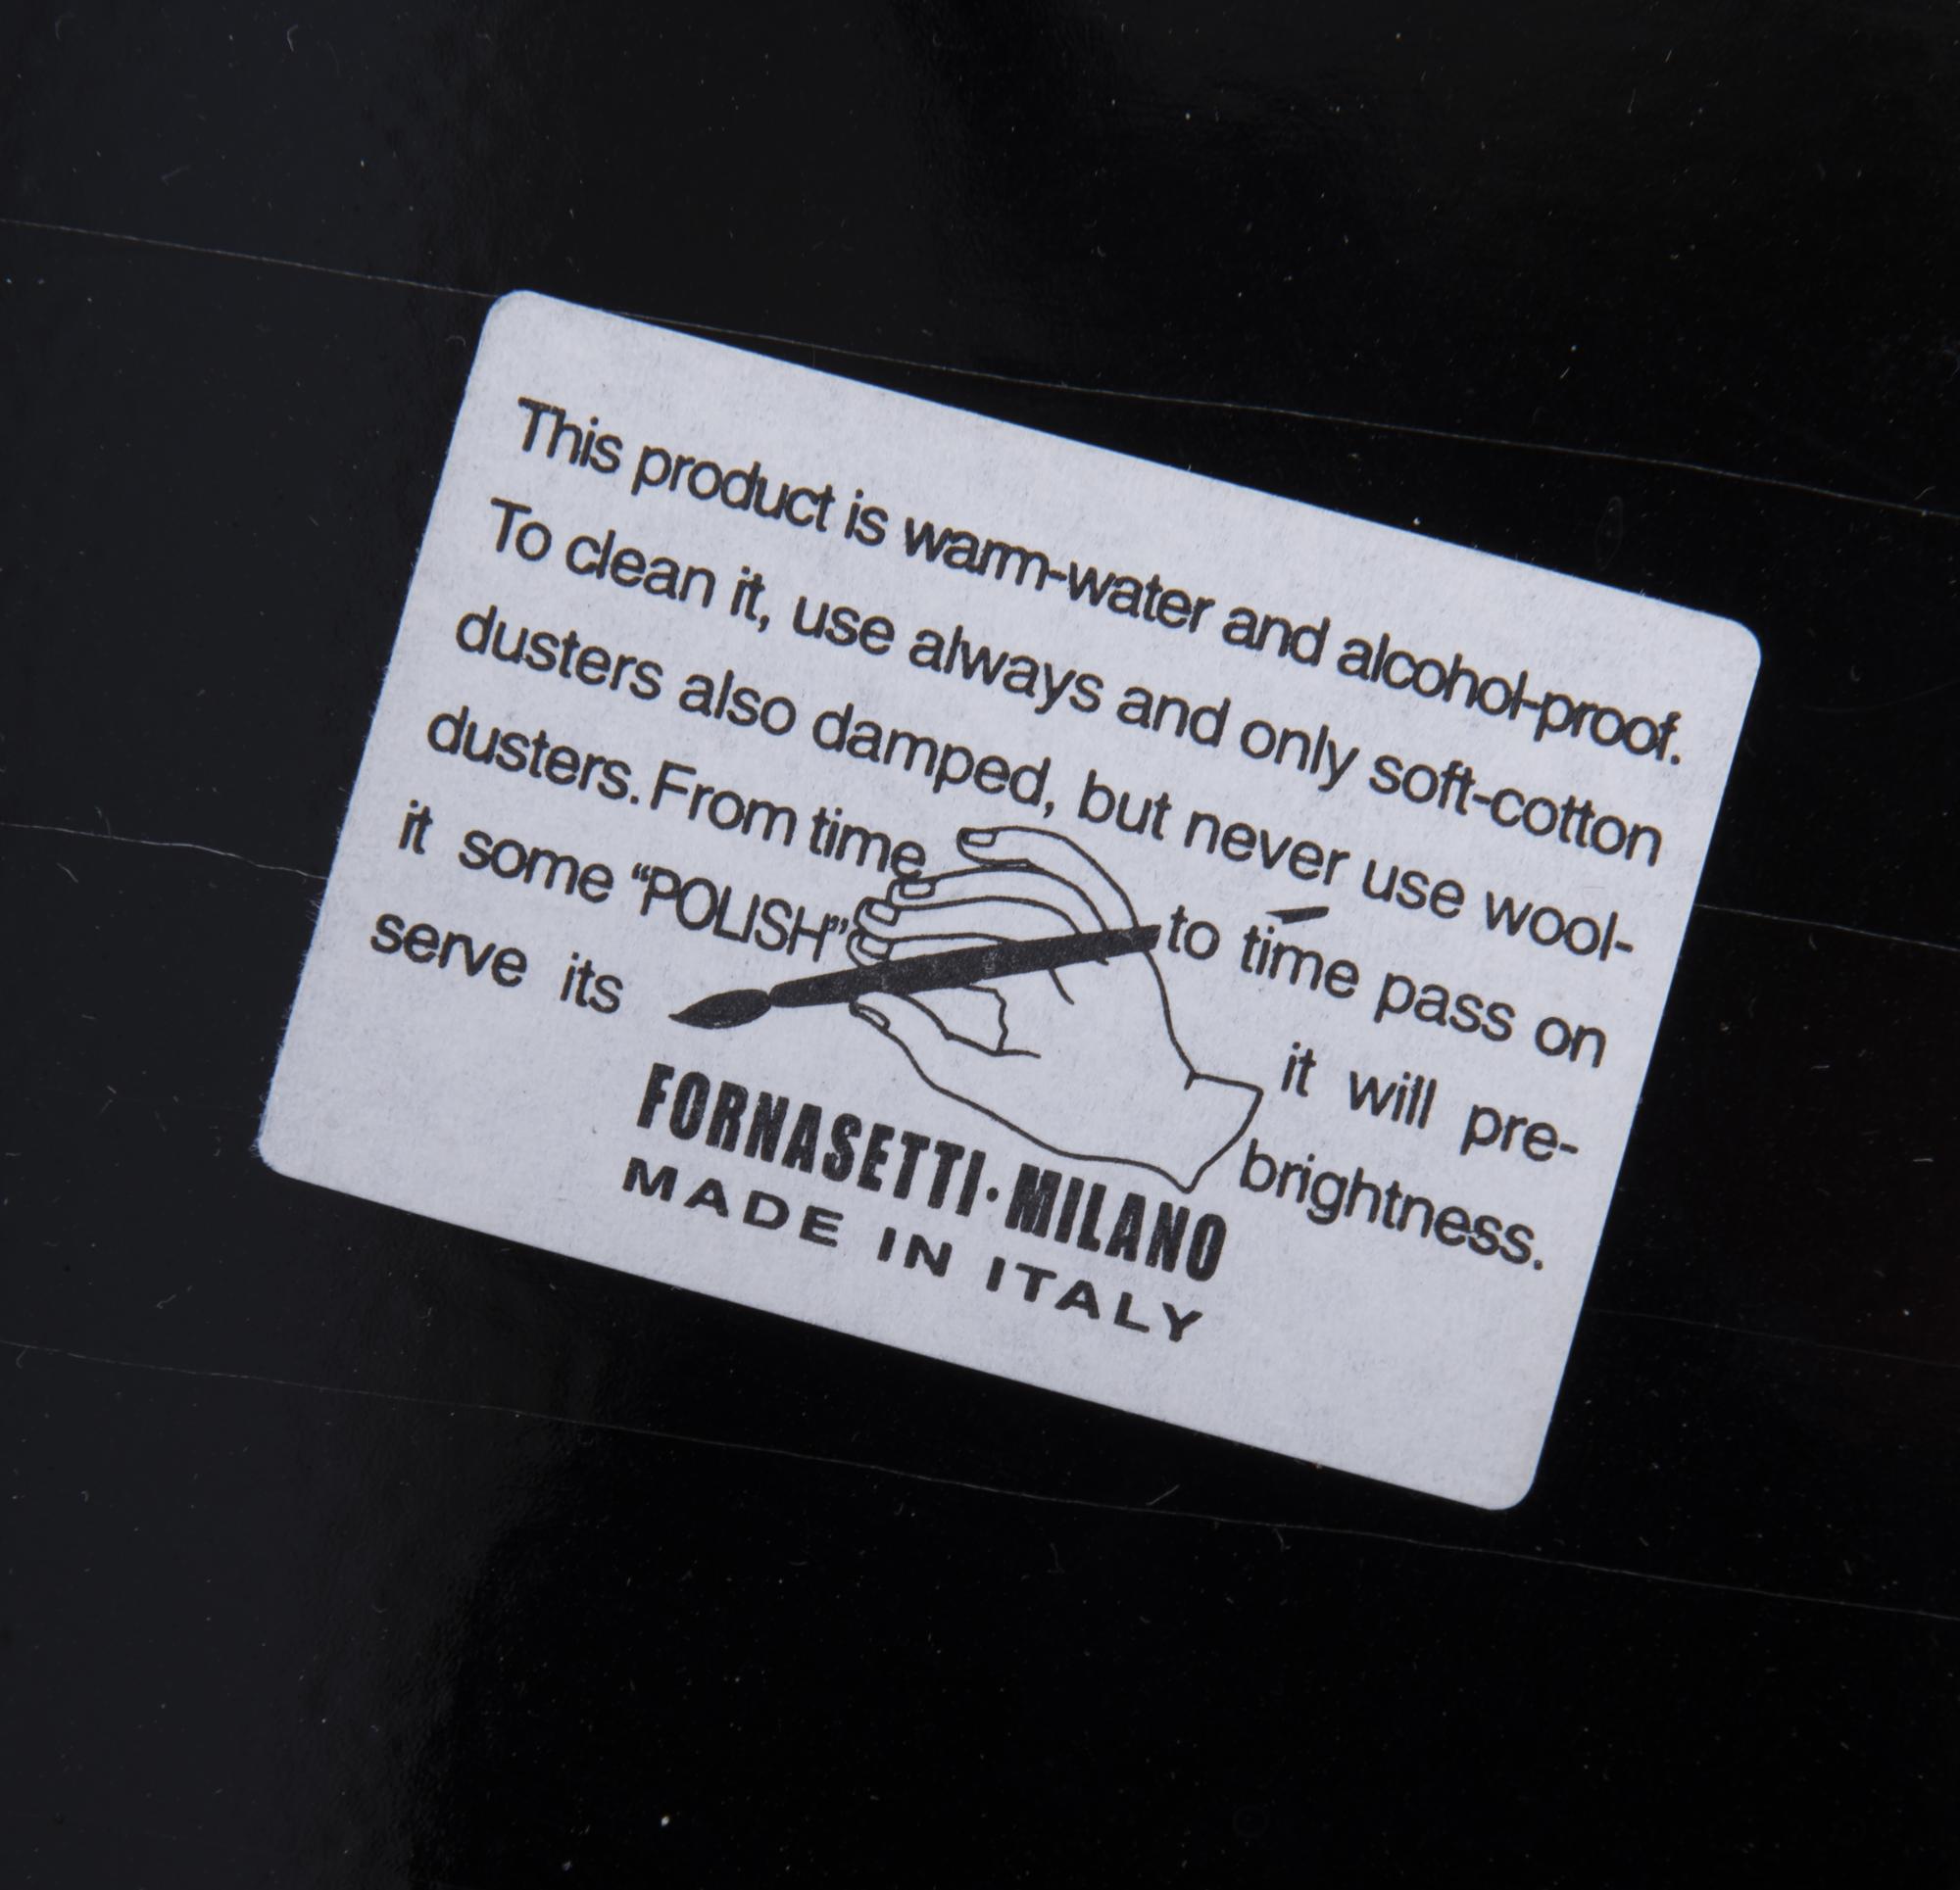 This product is warm-water and alcohol-proof.
To clean it, use always and only soft-cotton
dusters also damped, but never use wool-
dusters. From time to time pass on
it some “POLISH” it will pre-
serve its brightness.
FORNASETTI·MILANO
MADE IN ITALY